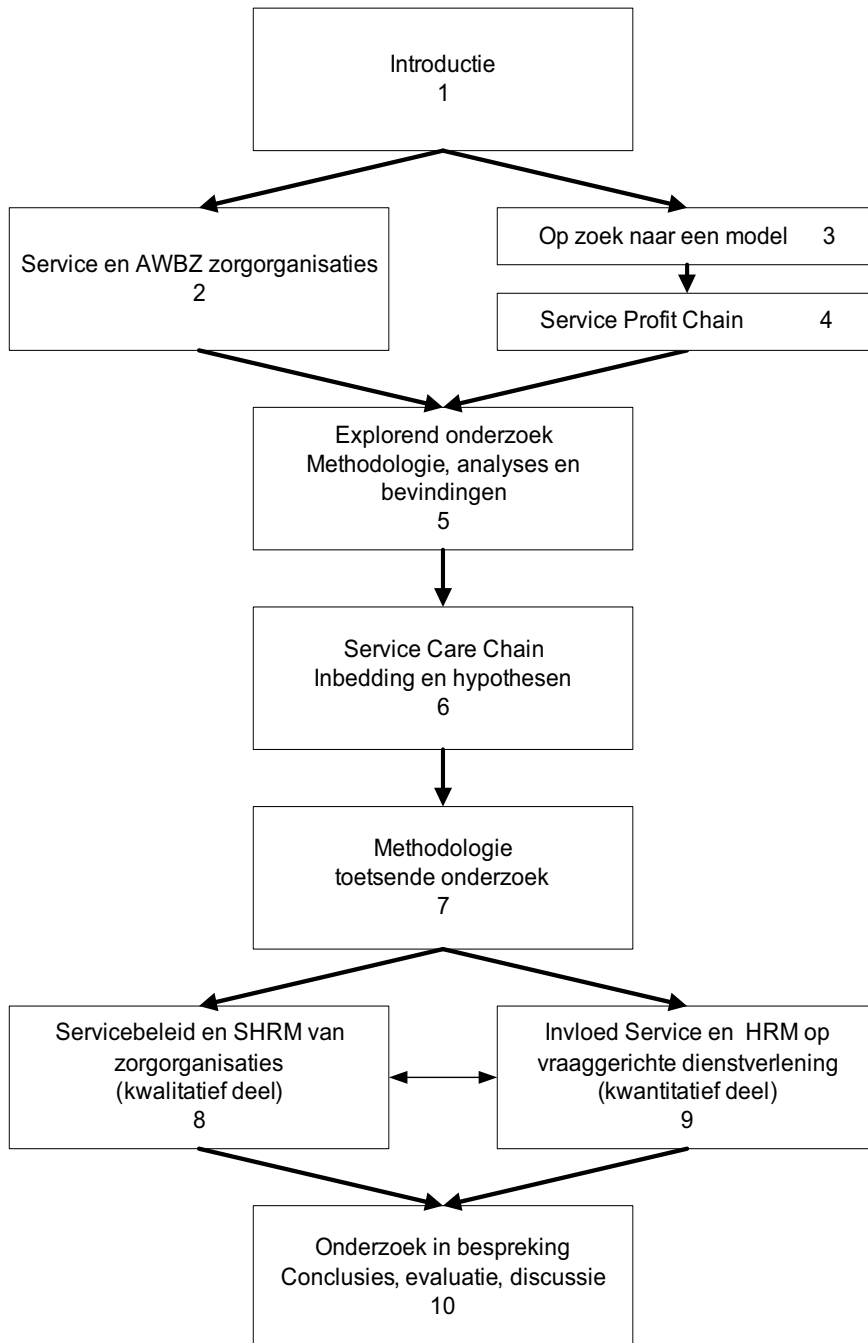 Introductie
1
Service en AWBZ zorgorganisaties
2
Op zoek naar een model 3
Service Profit Chain 4
Explorend onderzoek
Methodologie, analyses en
bevindingen
5
Service Care Chain
Inbedding en hypothesen
6
Methodologie
toetsende onderzoek
7
Servicebeleid en SHRM van
zorgorganisaties
(kwalitatief deel)
8
Invloed Service en HRM op
vraaggerichte dienstverlening
(kwantitatief deel)
9
Onderzoek in bespreking
Conclusies, evaluatie, discussie
10